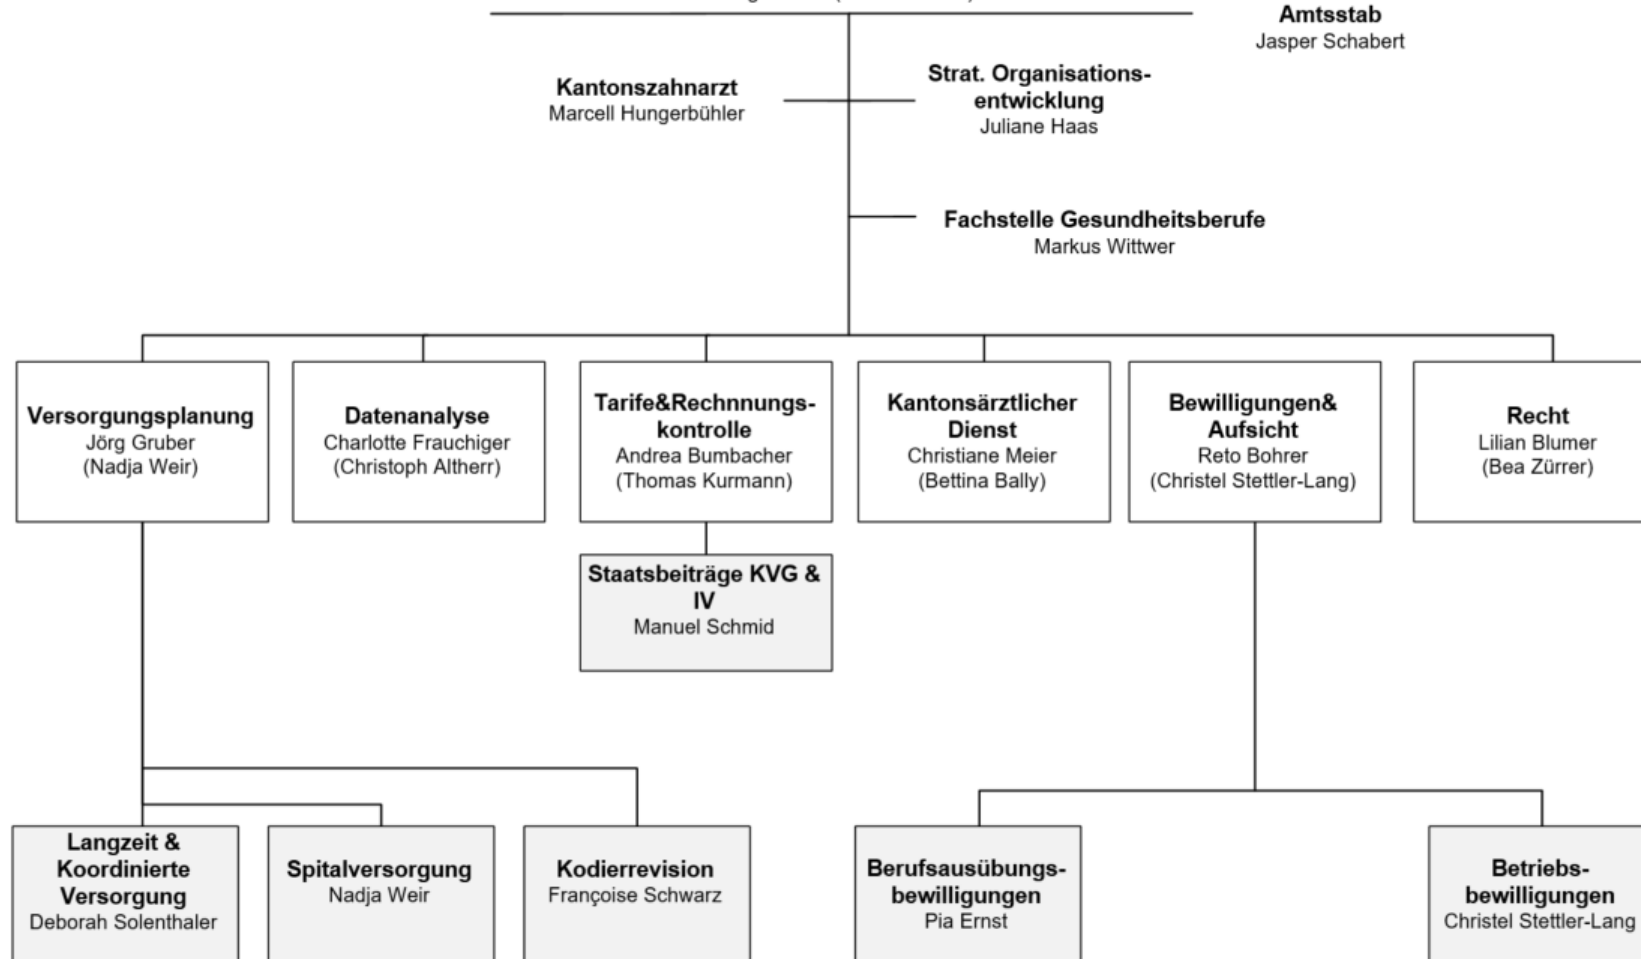 Amtsstab
Jasper Schabert
Kantonszahnarzt
Marcell Hungerbühler
Strat. Organisations-
entwicklung
Juliane Haas
Fachstelle Gesundheitsberufe
Markus Wittwer
Versorgungsplanung
Jörg Gruber
(Nadja Weir)
Datenanalyse
Charlotte Frauchiger
(Christoph Altherr)
Tarife&Rechnnungs-
kontrolle
Andrea Bumbacher
(Thomas Kurmann)
Kantonsärztlicher
Dienst
Christiane Meier
(Bettina Bally)
Bewilligungen&
Aufsicht
Reto Bohrer
(Christel Stettler-Lang)
Recht
Lilian Blumer
(Bea Zürrer)
Staatsbeiträge KVG &
IV
Manuel Schmid
Langzeit &
Koordinierte
Versorgung
Deborah Solenthaler
Spitalversorgung
Nadja Weir
Kodierrevision
Françoise Schwarz
Berufsausübungs-
bewilligungen
Pia Ernst
Betriebs-
bewilligungen
Christel Stettler-Lang